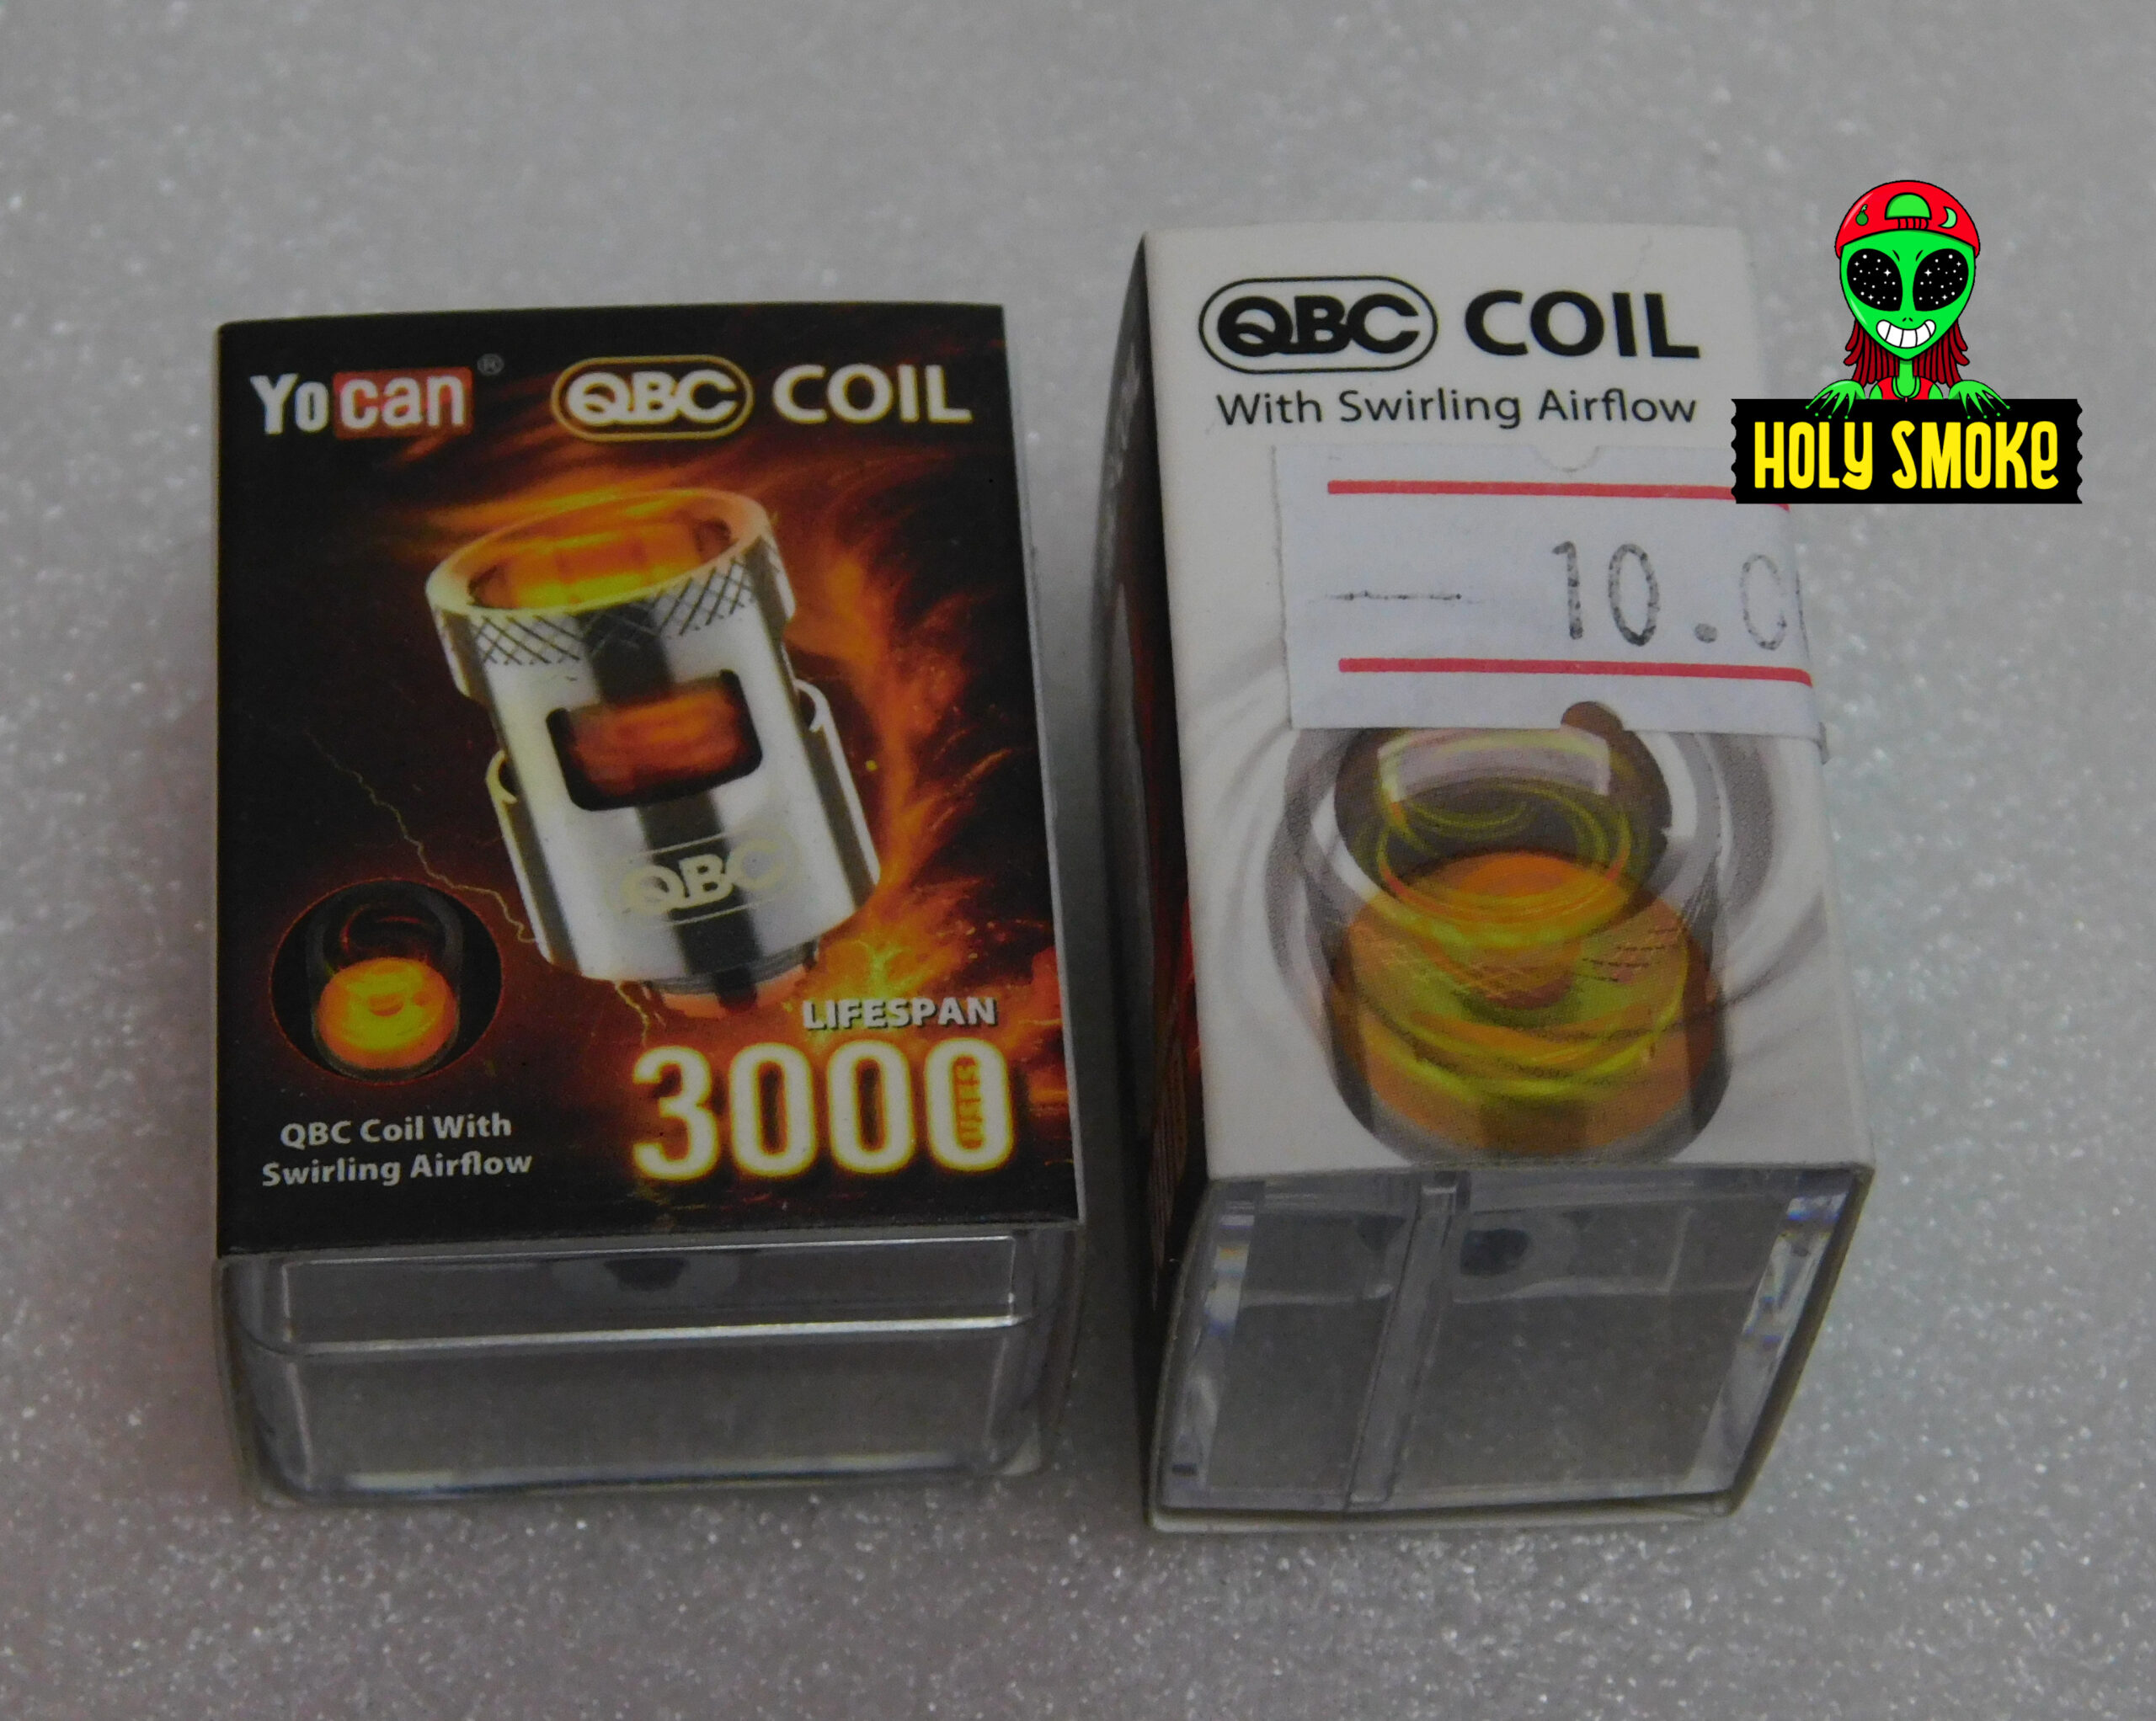 Yocan® QBC COIL
QBC
LIFESPAN
3000
USES
QBC Coil With
Swirling Airflow
QBC COIL
With Swirling Airflow
10.0
HOLY SMOKE